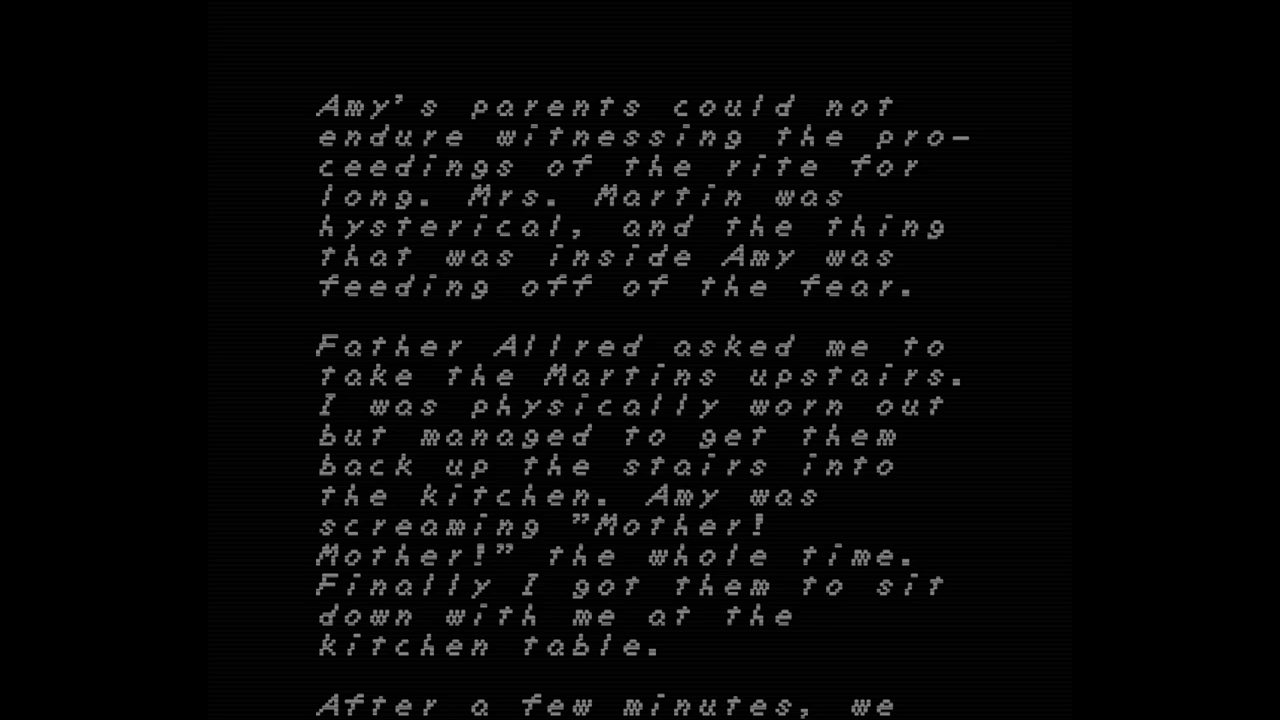 Amy's parents could not
endure witnessing the pro-
ceedings of the rite for
long. Mrs. Martin was
hysterical, and the thing
that was inside Amy was
feeding off of the fear.
Father Allred asked me to
take the Martins upstairs.
I was physically worn out
but managed to get them
back up the stairs into
the kitchen. Amy was
screaming "Mother!
Mother!" the whole time.
Finally I got them to sit
down with me at the
kitchen table.
After a few minutes, we